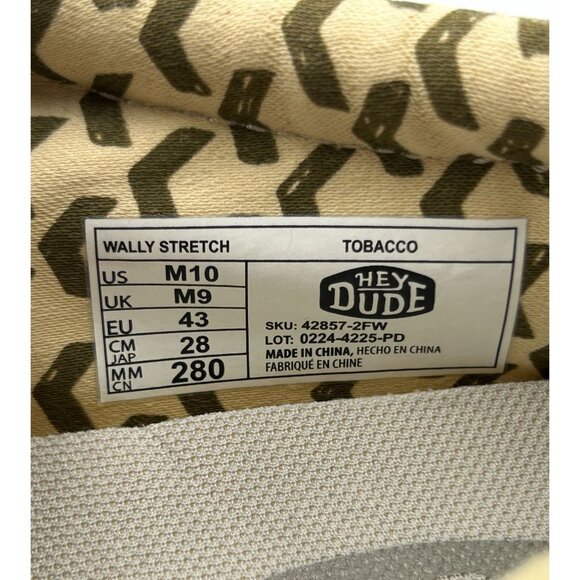 WALLY STRETCH TOBACCO
US M10
UK M9
EU 43
CM JAP 28
MM CN 280
HEY DUDE
SKU: 42857-2FW
LOT: 0224-4225-PD
MADE IN CHINA, HECHO EN CHINA
FABRIQUÉ EN CHINE